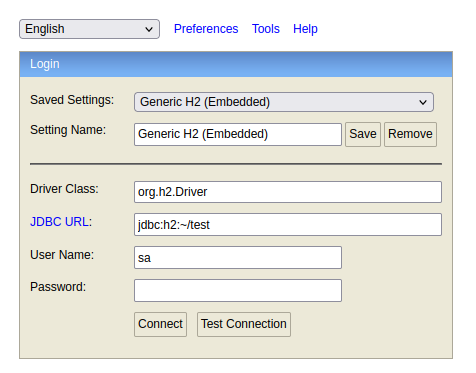 English Preferences Tools Help
Login
Saved Settings: Generic H2 (Embedded)
Setting Name: Generic H2 (Embedded) Save Remove
Driver Class: org.h2.Driver
JDBC URL: jdbc:h2:~/test
User Name: sa
Password:
Connect Test Connection